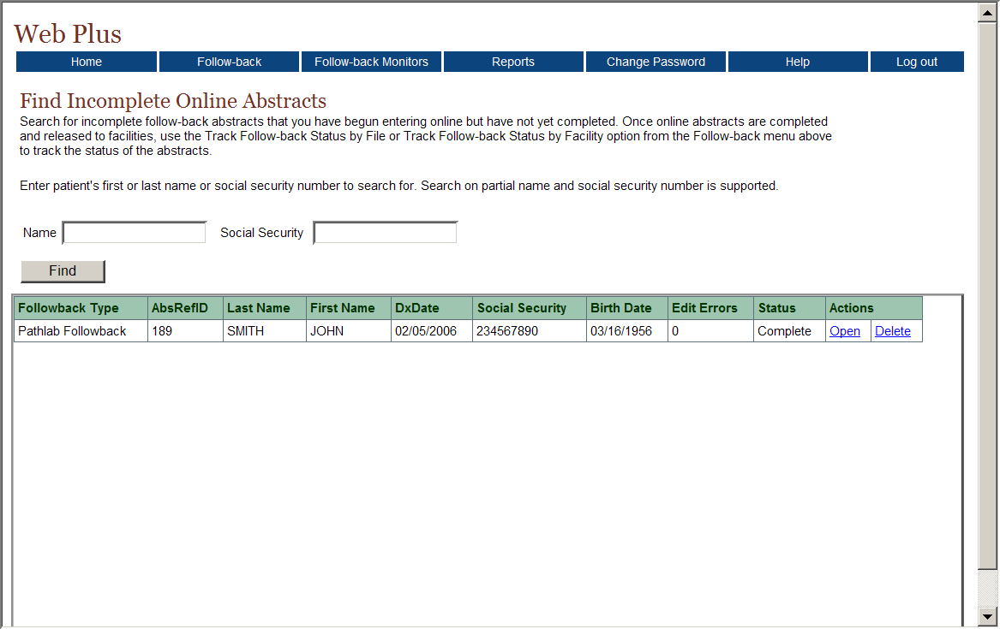 Web Plus
Home Follow-back Follow-back Monitors Reports Change Password Help Log out
Find Incomplete Online Abstracts
Search for incomplete follow-back abstracts that you have begun entering online but have not yet completed. Once online abstracts are completed
and released to facilities, use the Track Follow-back Status by File or Track Follow-back Status by Facility option from the Follow-back menu above
to track the status of the abstracts.
Enter patient's first or last name or social security number to search for. Search on partial name and social security number is supported.
Name Social Security
Find
Followback Type AbsRefID Last Name First Name DxDate Social Security Birth Date Edit Errors Status Actions
Pathlab Followback 189 SMITH JOHN 02/05/2006 234567890 03/16/1956 0 Complete Open Delete